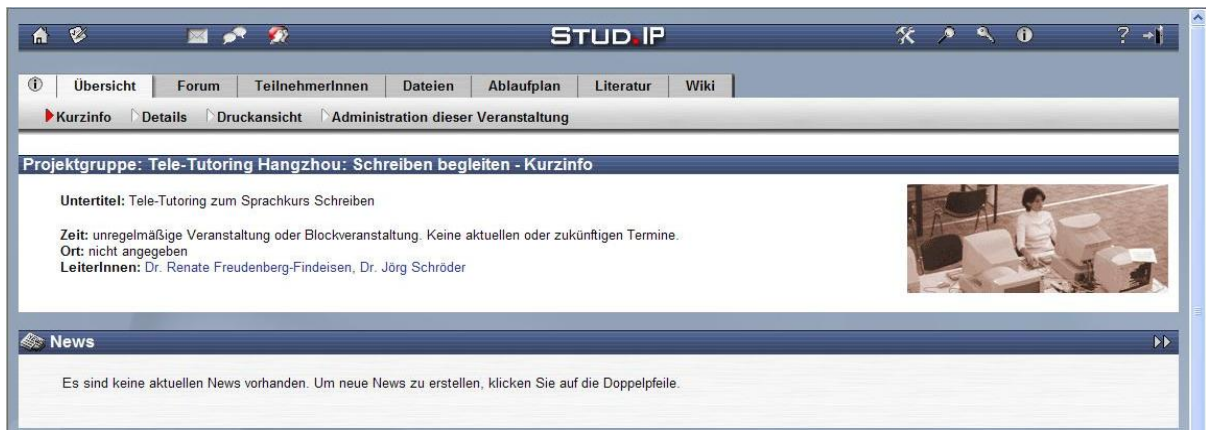 STUD.IP
?
Übersicht Forum TeilnehmerInnen Dateien Ablaufplan Literatur Wiki
Kurzinfo Details Druckansicht Administration dieser Veranstaltung
Projektgruppe: Tele-Tutoring Hangzhou: Schreiben begleiten - Kurzinfo
Untertitel: Tele-Tutoring zum Sprachkurs Schreiben
Zeit: unregelmäßige Veranstaltung oder Blockveranstaltung. Keine aktuellen oder zukünftigen Termine.
Ort: nicht angegeben
LeiterInnen: Dr. Renate Freudenberg-Findeisen, Dr. Jörg Schröder
News
Es sind keine aktuellen News vorhanden. Um neue News zu erstellen, klicken Sie auf die Doppelpfeile.